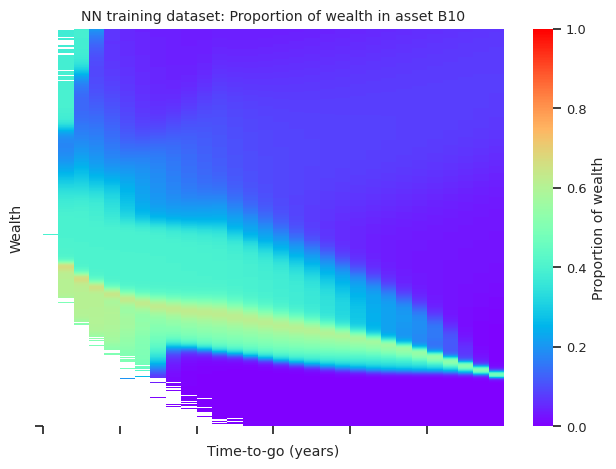 NN training dataset: Proportion of wealth in asset B10
Wealth
Time-to-go (years)
1.0
0.8
0.6
0.4
0.2
0.0
Proportion of wealth